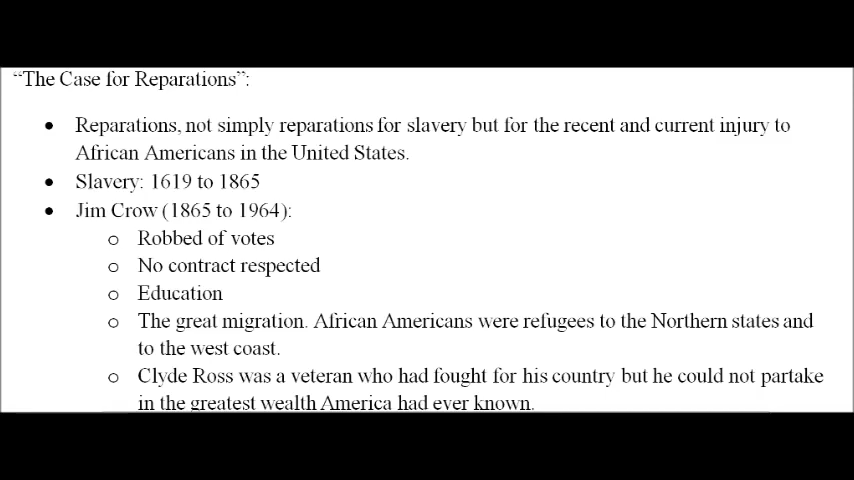 “The Case for Reparations”:
• Reparations, not simply reparations for slavery but for the recent and current injury to
African Americans in the United States.
• Slavery: 1619 to 1865
• Jim Crow (1865 to 1964):
o Robbed of votes
o No contract respected
o Education
o The great migration. African Americans were refugees to the Northern states and
to the west coast.
o Clyde Ross was a veteran who had fought for his country but he could not partake
in the greatest wealth America had ever known.